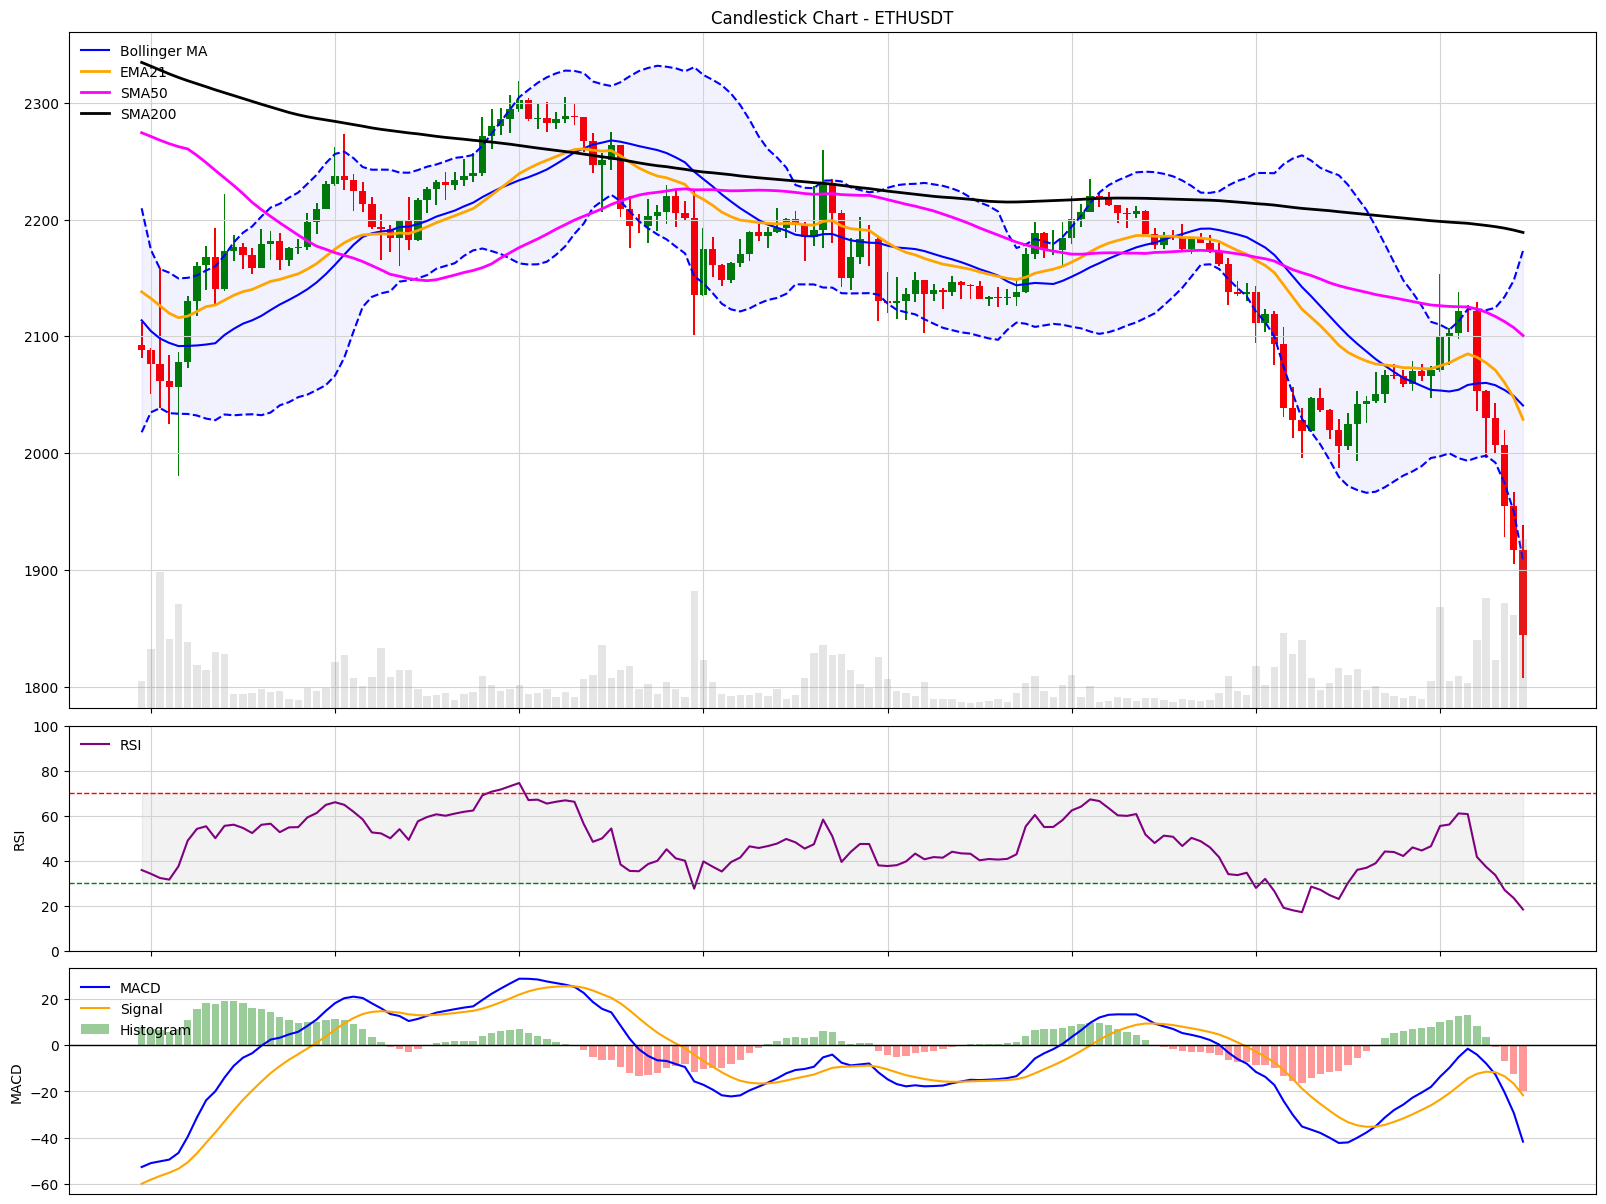 Candlestick Chart - ETHUSDT
Bollinger MA
EMA21
SMA50
SMA200
2300
2200
2100
2000
1900
1800
100
80
60
40
20
0
RSI
RSI
20
0
−20
−40
−60
MACD
MACD
Signal
Histogram